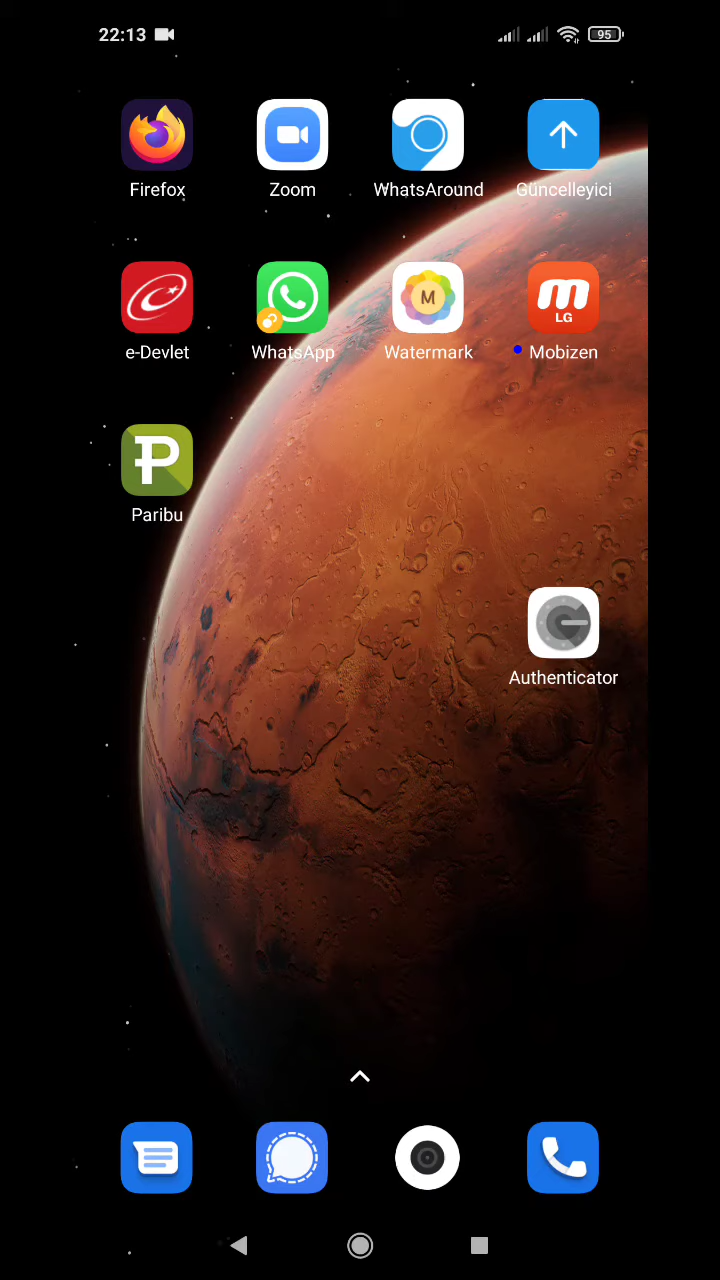 22:13
95
Firefox
Zoom
WhatsAround
Güncelleyici
e-Devlet
WhatsApp
M
Watermark
LG
Mobizen
Paribu
Authenticator